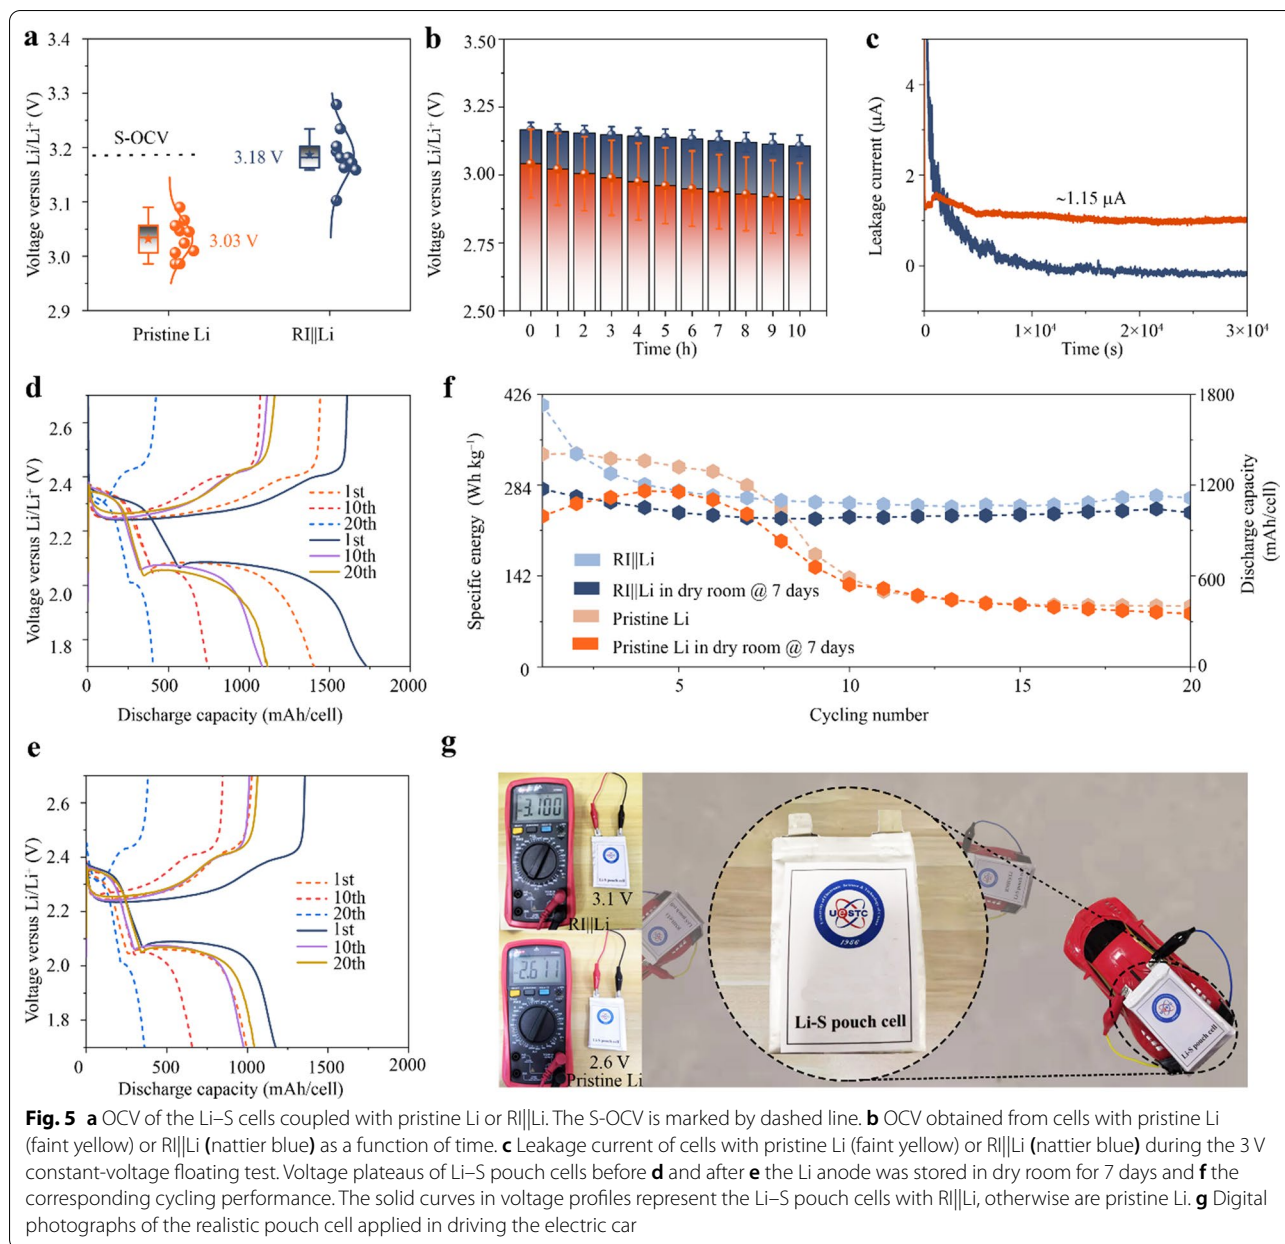 a
Voltage versus Li/Li⁺ (V)
3.4
3.3
3.2
3.1
3.0
2.9
S-OCV
3.18 V
3.03 V
Pristine Li
RI||Li
b
Voltage versus Li/Li⁺ (V)
3.50
3.25
3.00
2.75
2.50
0 1 2 3 4 5 6 7 8 9 10
Time (h)
c
Leakage current (μA)
4
2
0
~1.15 μA
0 1×10⁴ 2×10⁴ 3×10⁴
Time (s)
d
Voltage versus Li/Li⁻ (V)
2.6
2.4
2.2
2.0
1.8
1st
10th
20th
1st
10th
20th
0 500 1000 1500 2000
Discharge capacity (mAh/cell)
f
Specific energy (Wh kg⁻¹)
426
284
142
0
RI||Li
RI||Li in dry room @ 7 days
Pristine Li
Pristine Li in dry room @ 7 days
1800
1200
600
0
Discharge capacity
(mAh/cell)
5 10 15 20
Cycling number
e
Voltage versus Li/Li⁻ (V)
2.6
2.4
2.2
2.0
1.8
1st
10th
20th
1st
10th
20th
0 500 1000 1500 2000
Discharge capacity (mAh/cell)
g
-3.100
Li-S pouch cell
3.1 V
RI||Li
-2.611
Li-S pouch cell
2.6 V
Pristine Li
UeSTC
1956
Li-S pouch cell
Li-S pouch cell
Fig. 5 a OCV of the Li–S cells coupled with pristine Li or RI||Li. The S-OCV is marked by dashed line. b OCV obtained from cells with pristine Li
(faint yellow) or RI||Li (nattier blue) as a function of time. c Leakage current of cells with pristine Li (faint yellow) or RI||Li (nattier blue) during the 3 V
constant-voltage floating test. Voltage plateaus of Li–S pouch cells before d and after e the Li anode was stored in dry room for 7 days and f the
corresponding cycling performance. The solid curves in voltage profiles represent the Li–S pouch cells with RI||Li, otherwise are pristine Li. g Digital
photographs of the realistic pouch cell applied in driving the electric car